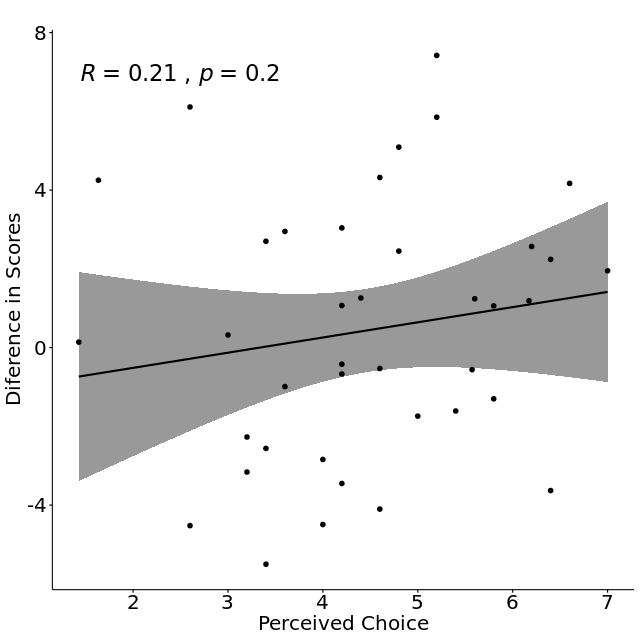 8
R = 0.21 , p = 0.2
4
0
-4
Diference in Scores
2 3 4 5 6 7
Perceived Choice